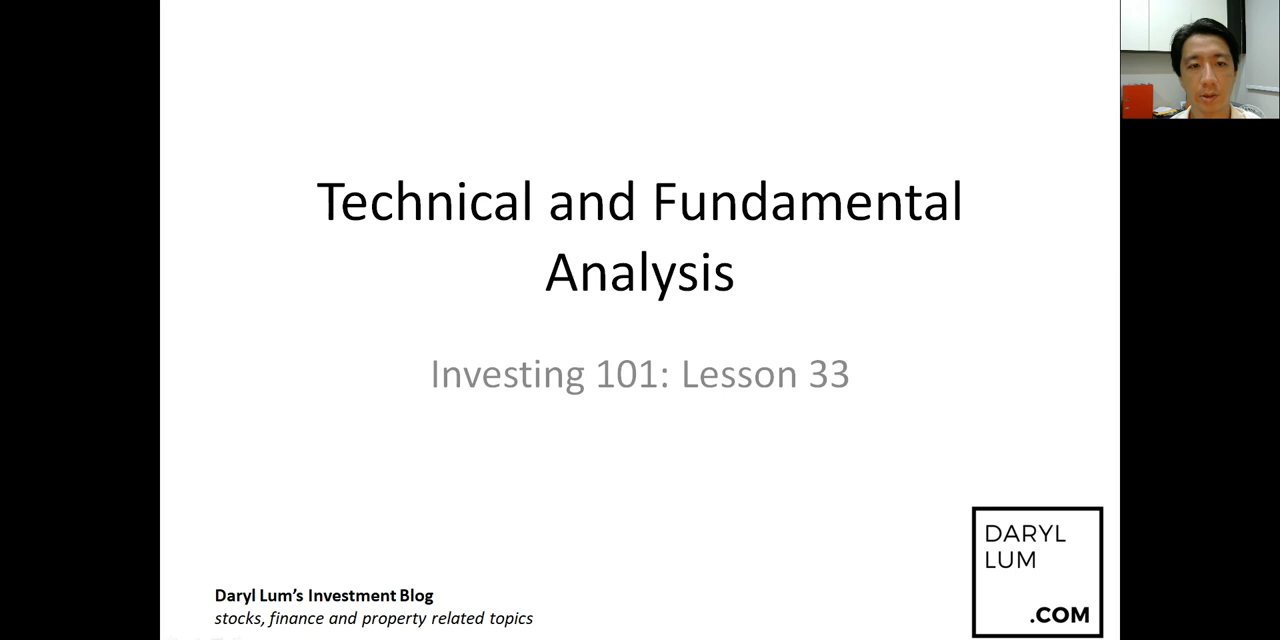 Technical and Fundamental
Analysis
Investing 101: Lesson 33
Daryl Lum's Investment Blog
stocks, finance and property related topics
DARYL
LUM
.COM